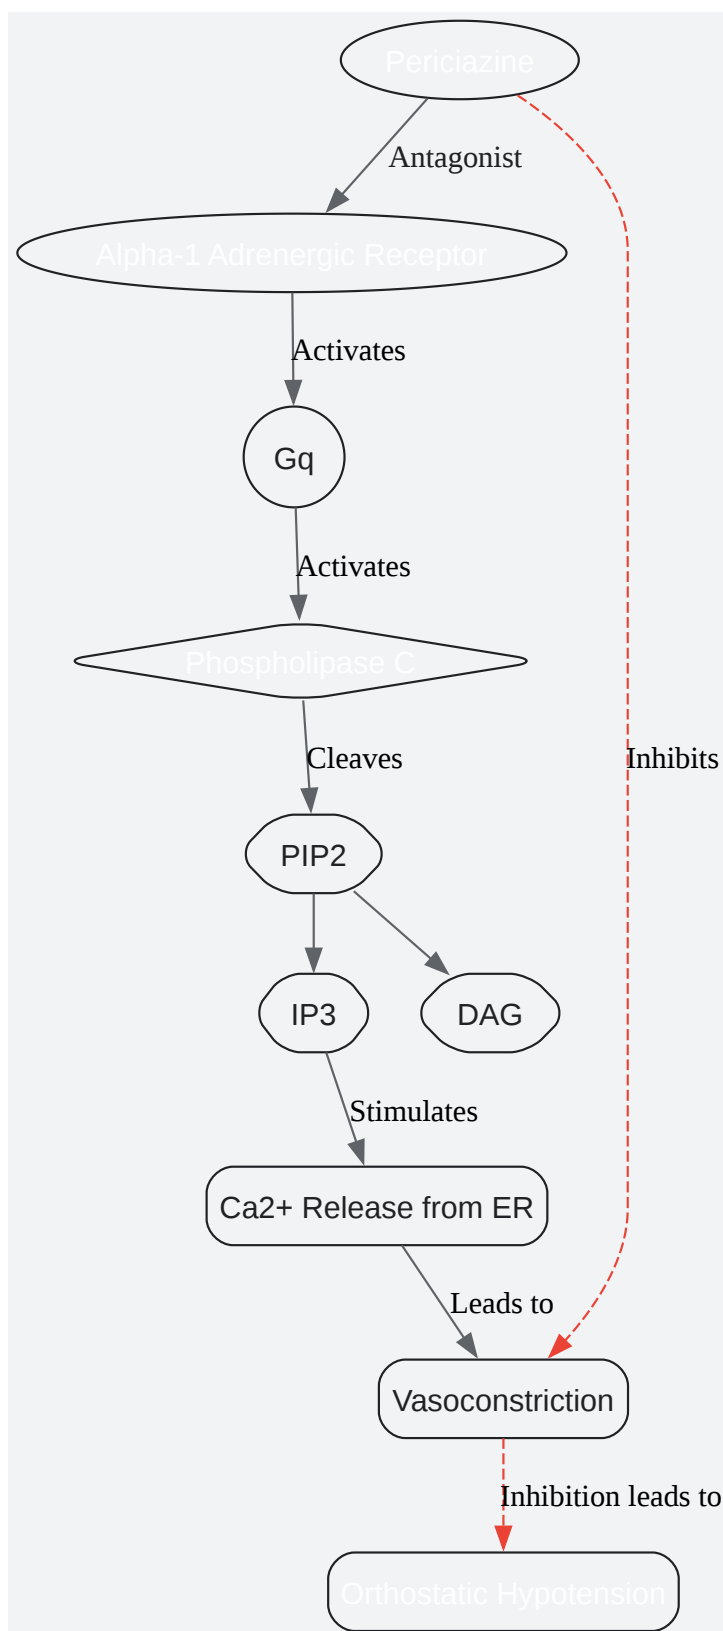 Periciazine
Antagonist
Alpha-1 Adrenergic Receptor
Activates
Gq
Activates
Phospholipase C
Cleaves
Inhibits
PIP2
IP3
DAG
Stimulates
Ca2+ Release from ER
Leads to
Vasoconstriction
Inhibition leads to
Orthostatic Hypotension